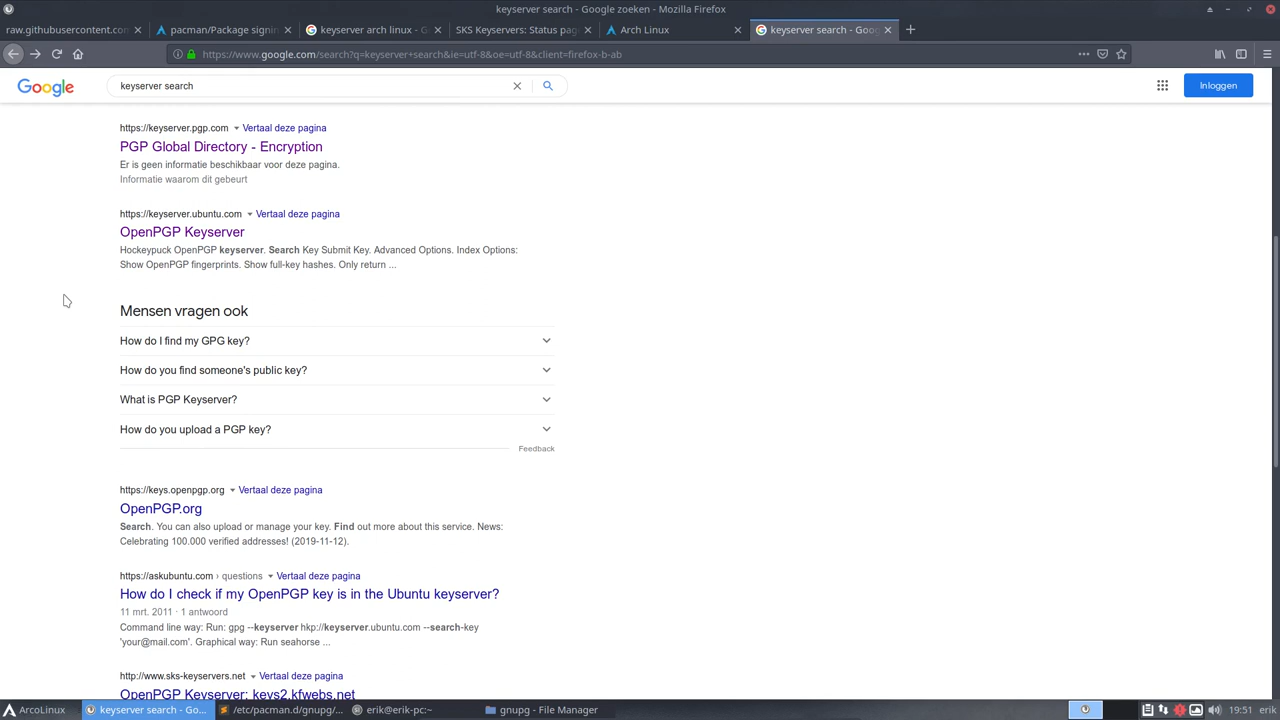 keyserver search - Google zoeken - Mozilla Firefox
raw.githubusercontent.co
pacman/Package signin
keyserver arch linux - G
SKS Keyservers: Status pag
Arch Linux
keyserver search - Goog
https://www.google.com/search?q=keyserver+search&ie=utf-8&oe=utf-8&client=firefox-b-ab
Google
keyserver search
Inloggen
https://keyserver.pgp.com Vertaal deze pagina
PGP Global Directory - Encryption
Er is geen informatie beschikbaar voor deze pagina.
Informatie waarom dit gebeurt
https://keyserver.ubuntu.com Vertaal deze pagina
OpenPGP Keyserver
Hockeypuck OpenPGP keyserver. Search Key Submit Key. Advanced Options. Index Options:
Show OpenPGP fingerprints. Show full-key hashes. Only return ...
Mensen vragen ook
How do I find my GPG key?
How do you find someone's public key?
What is PGP Keyserver?
How do you upload a PGP key?
Feedback
https://keys.openpgp.org Vertaal deze pagina
OpenPGP.org
Search. You can also upload or manage your key. Find out more about this service. News:
Celebrating 100.000 verified addresses! (2019-11-12).
https://askubuntu.com › questions Vertaal deze pagina
How do I check if my OpenPGP key is in the Ubuntu keyserver?
11 mrt. 2011 · 1 antwoord
Command line way: Run: gpg --keyserver hkp://keyserver.ubuntu.com --search-key
'your@mail.com'. Graphical way: Run seahorse ...
http://www.sks-keyservers.net Vertaal deze pagina
OpenPGP Keyserver: keys2.kfwebs.net
ArcoLinux
keyserver search - Go...
/etc/pacman.d/gnupg/...
erik@erik-pc:~
gnupg - File Manager
19:51 erik